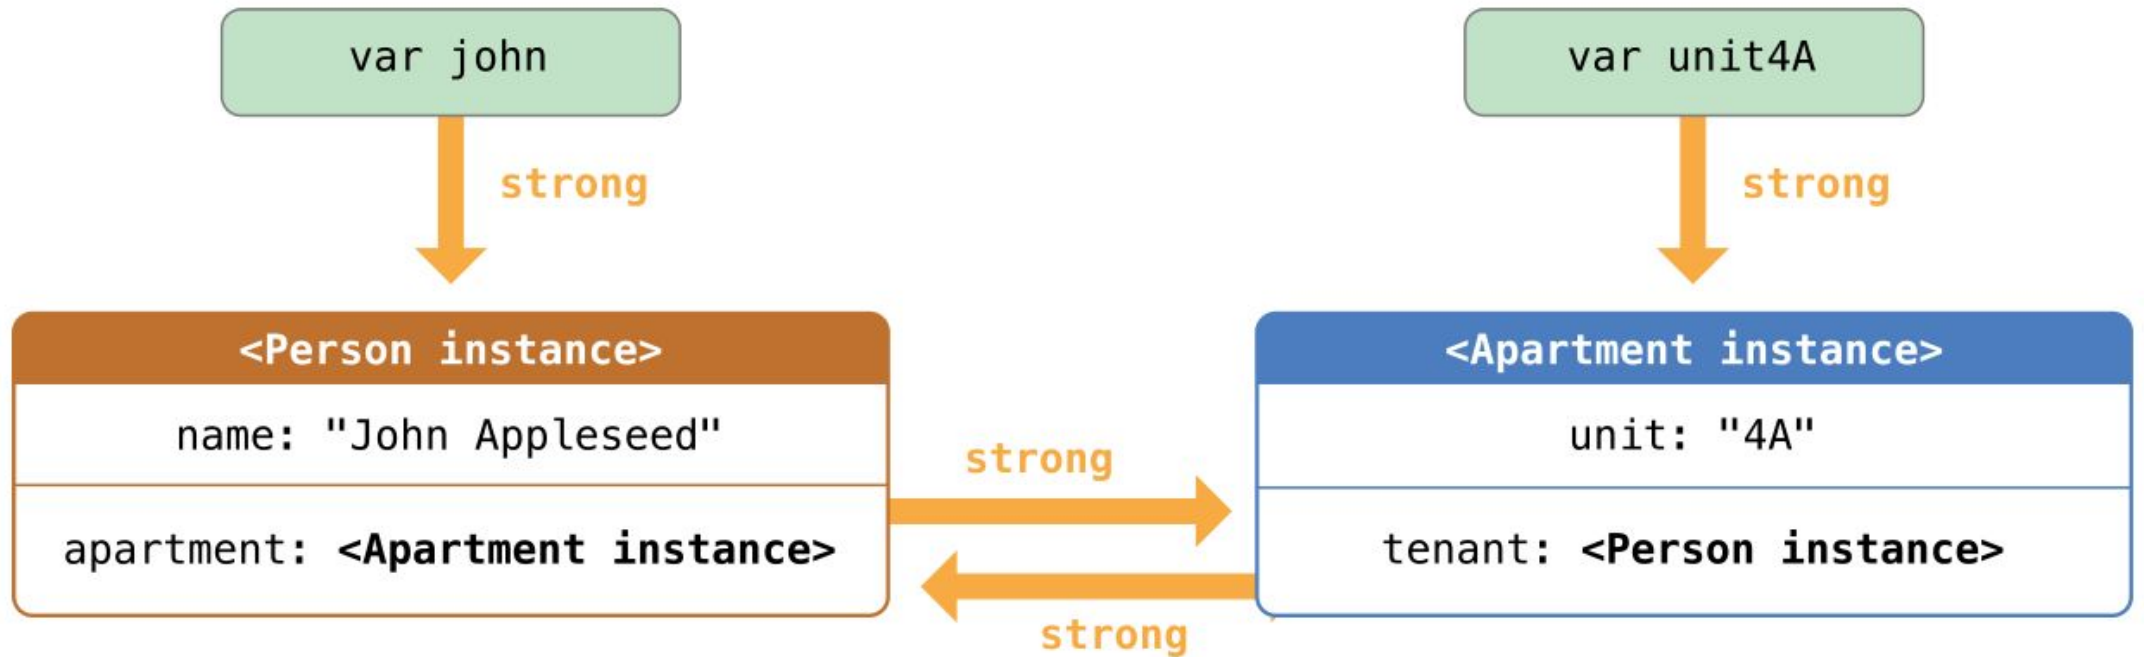 var john
var unit4A
strong
strong
<Person instance>
name: "John Appleseed"
apartment: <Apartment instance>
strong
strong
<Apartment instance>
unit: "4A"
tenant: <Person instance>